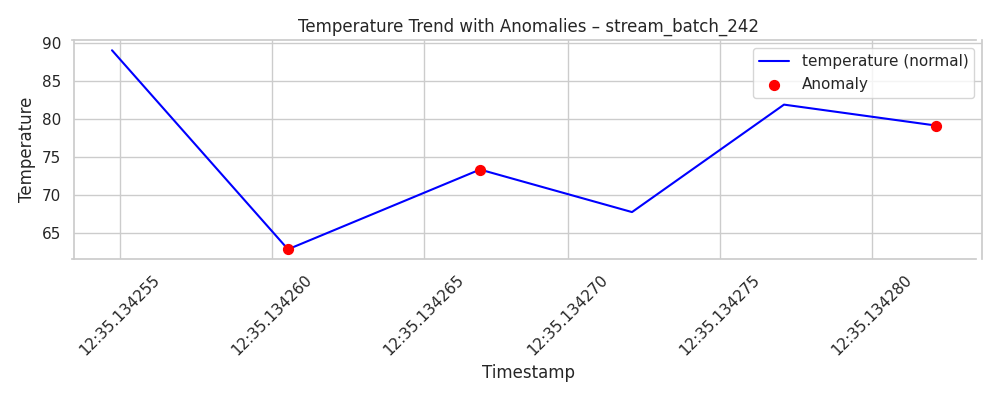 Temperature Trend with Anomalies – stream_batch_242
temperature (normal)
Anomaly
Temperature
90
85
80
75
70
65
12:35.134255
12:35.134260
12:35.134265
12:35.134270
12:35.134275
12:35.134280
Timestamp